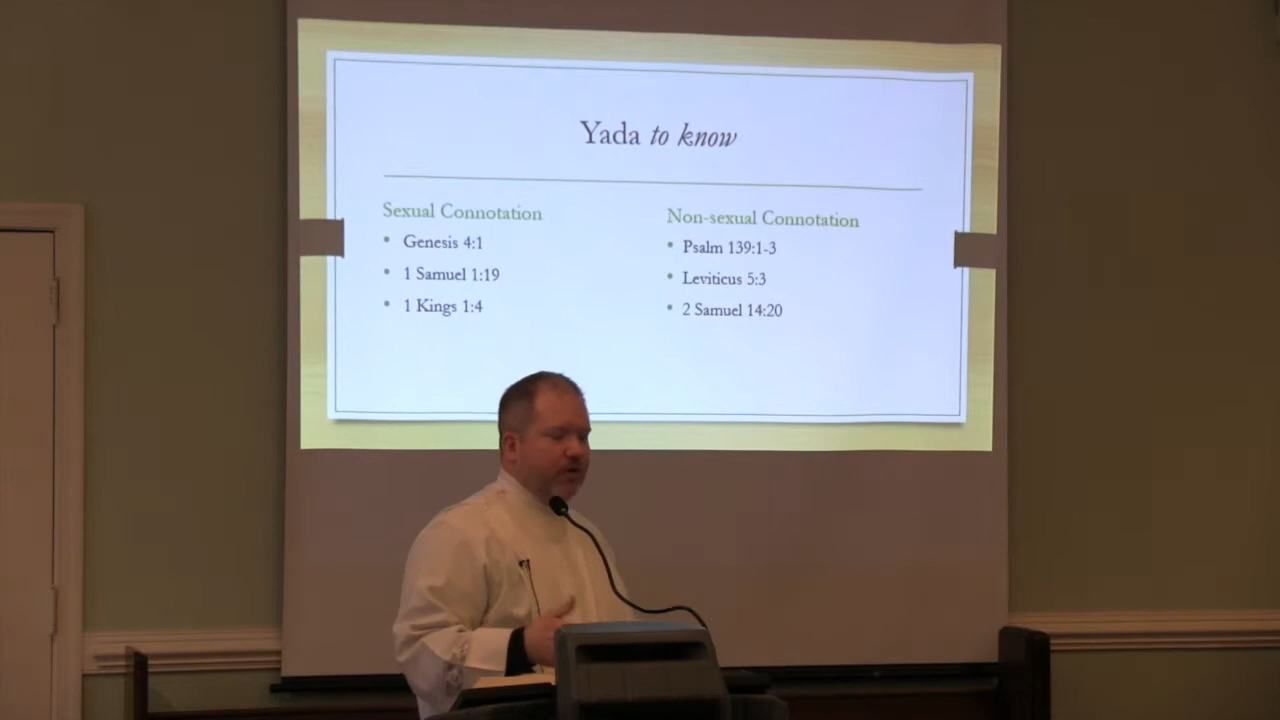 Yada to know
Sexual Connotation
• Genesis 4:1
• 1 Samuel 1:19
• 1 Kings 1:4
Non-sexual Connotation
• Psalm 139:1-3
• Leviticus 5:3
• 2 Samuel 14:20